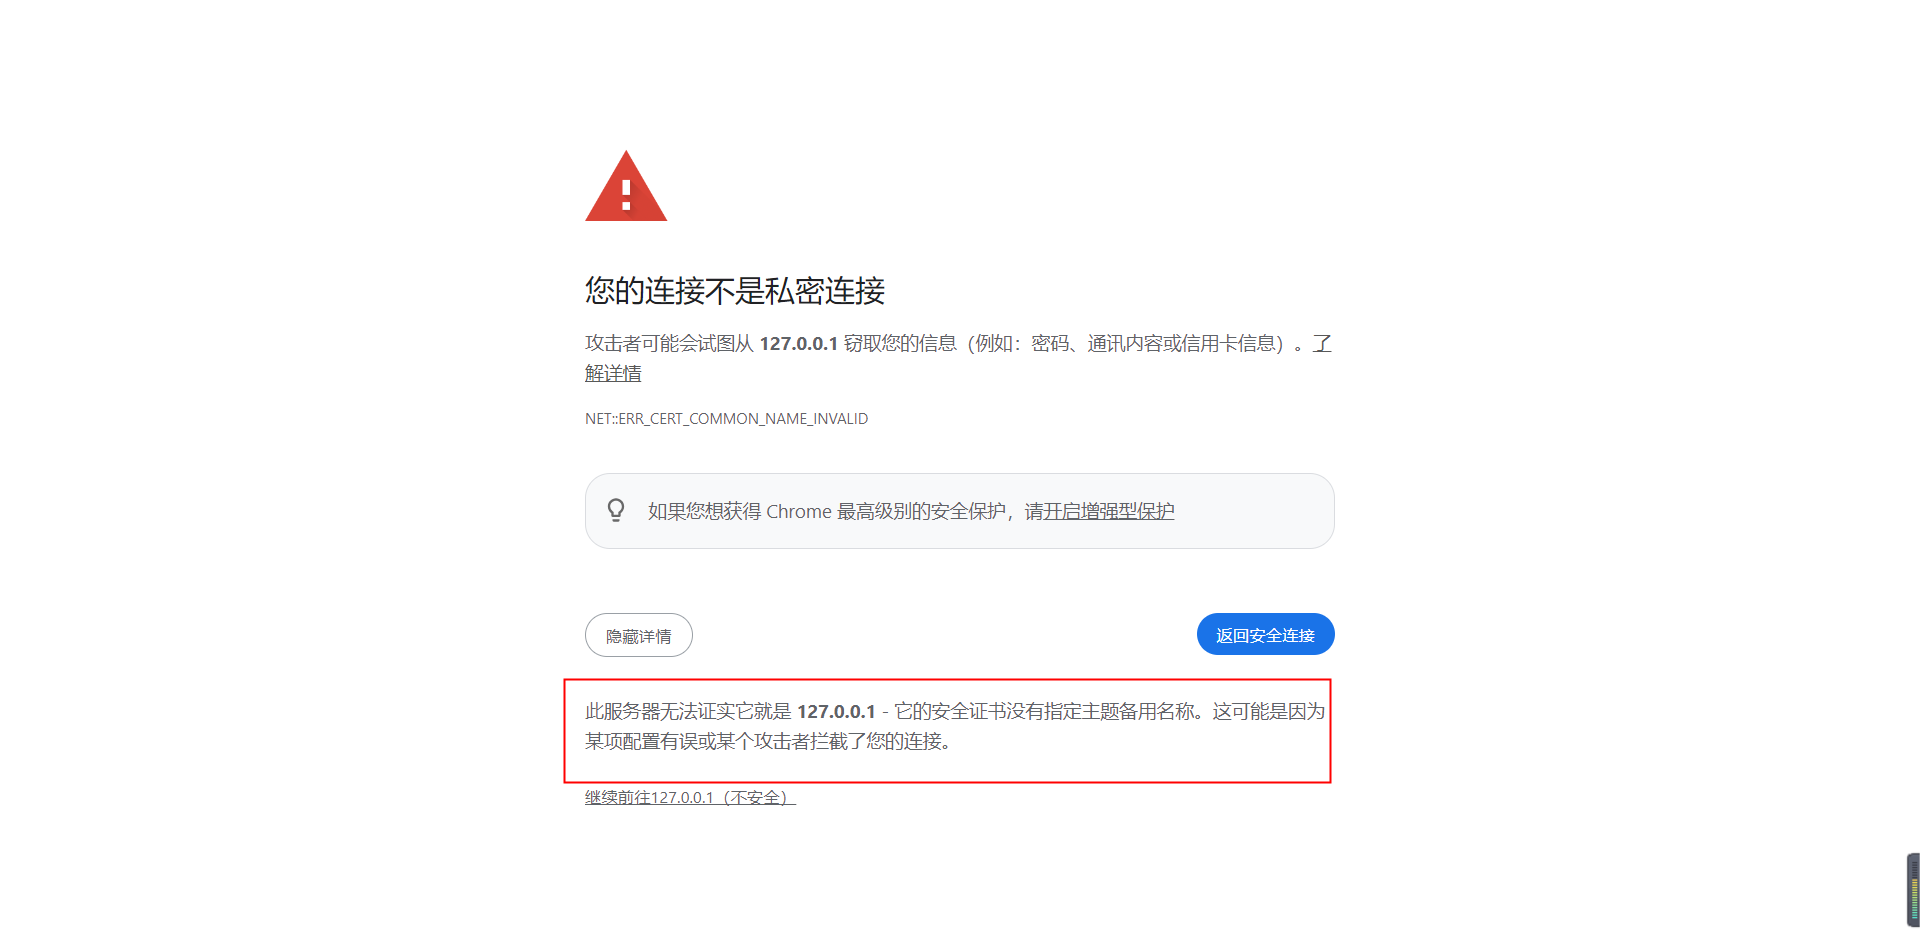 您的连接不是私密连接
攻击者可能会试图从 127.0.0.1 窃取您的信息（例如：密码、通讯内容或信用卡信息）。了
解详情
NET::ERR_CERT_COMMON_NAME_INVALID
如果您想获得 Chrome 最高级别的安全保护，请开启增强型保护
隐藏详情
返回安全连接
此服务器无法证实它就是 127.0.0.1 - 它的安全证书没有指定主题备用名称。这可能是因为
某项配置有误或某个攻击者拦截了您的连接。
继续前往127.0.0.1（不安全）